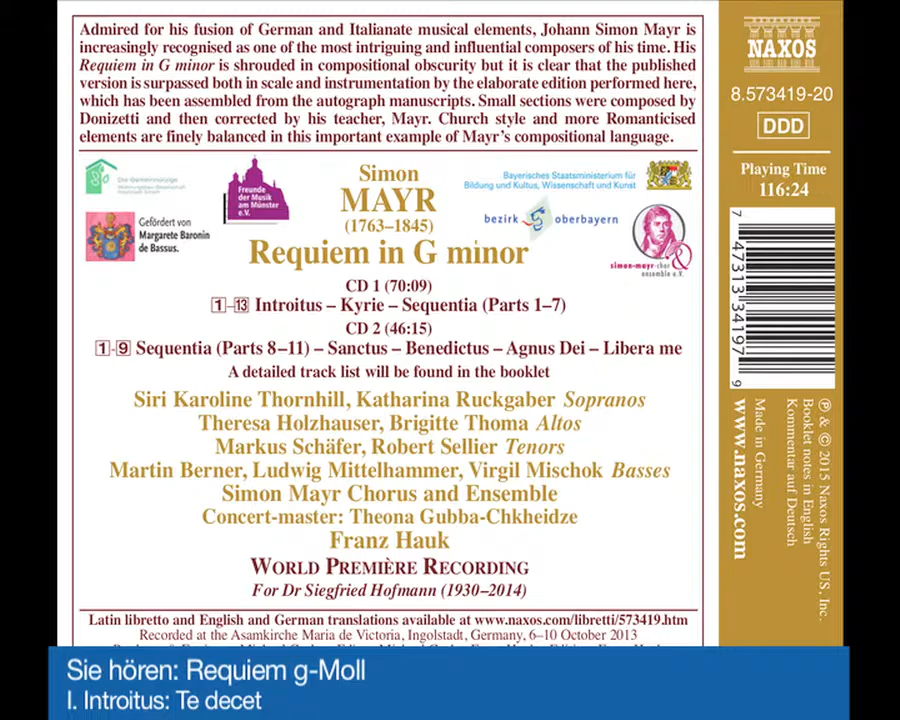 Admired for his fusion of German and Italianate musical elements, Johann Simon Mayr is
increasingly recognised as one of the most intriguing and influential composers of his time. His
Requiem in G minor is shrouded in compositional obscurity but it is clear that the published
version is surpassed both in scale and instrumentation by the elaborate edition performed here,
which has been assembled from the autograph manuscripts. Small sections were composed by
Donizetti and then corrected by his teacher, Mayr. Church style and more Romanticised
elements are finely balanced in this important example of Mayr's compositional language.
Die Gemeinnützige
Freunde
der Musik
am Münster
e.V.
Gefördert von
Margarete Baronin
de Bassus.
Simon
MAYR
(1763–1845)
Requiem in G minor
Bayerisches Staatsministerium für
Bildung und Kultus, Wissenschaft und Kunst
bezirk oberbayern
simon-mayr-chor
& ensemble e.V.
CD 1 (70:09)
1-13 Introitus – Kyrie – Sequentia (Parts 1–7)
CD 2 (46:15)
1-9 Sequentia (Parts 8–11) – Sanctus – Benedictus – Agnus Dei – Libera me
A detailed track list will be found in the booklet
Siri Karoline Thornhill, Katharina Ruckgaber Sopranos
Theresa Holzhauser, Brigitte Thoma Altos
Markus Schäfer, Robert Sellier Tenors
Martin Berner, Ludwig Mittelhammer, Virgil Mischok Basses
Simon Mayr Chorus and Ensemble
Concert-master: Theona Gubba-Chkheidze
Franz Hauk
WORLD PREMIÈRE RECORDING
For Dr Siegfried Hofmann (1930–2014)
Latin libretto and English and German translations available at www.naxos.com/libretti/573419.htm
Recorded at the Asamkirche Maria de Victoria, Ingolstadt, Germany, 6–10 October 2013
NAXOS
8.573419-20
DDD
Playing Time
116:24
7 47313 34197 9
℗ & © 2015 Naxos Rights US, Inc.
Booklet notes in English
Kommentar auf Deutsch
Made in Germany
www.naxos.com
Sie hören: Requiem g-Moll
I. Introitus: Te decet